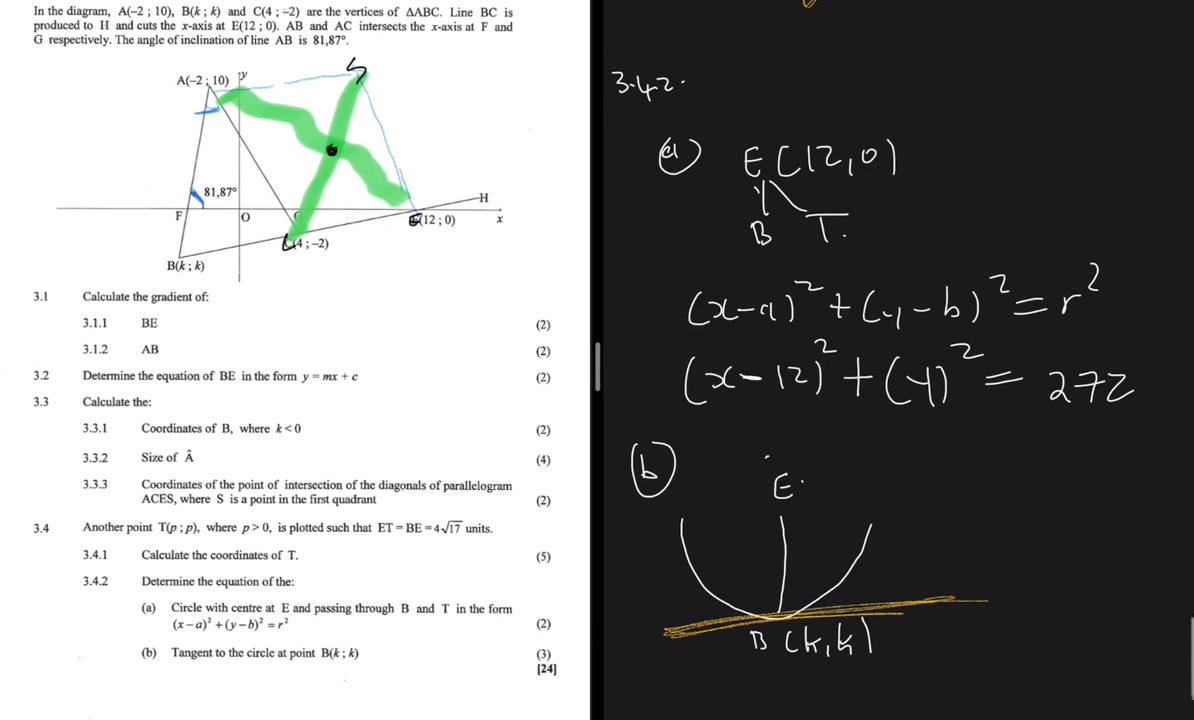 In the diagram, A(−2 ; 10), B(k ; k) and C(4 ; −2) are the vertices of ΔABC. Line BC is
produced to H and cuts the x-axis at E(12 ; 0). AB and AC intersects the x-axis at F and
G respectively. The angle of inclination of line AB is 81,87°.
A(−2 ; 10)
y
S
81,87°
H
F
O
G
E(12 ; 0)
x
C(4 ; −2)
B(k ; k)
3.1 Calculate the gradient of:
3.1.1 BE (2)
3.1.2 AB (2)
3.2 Determine the equation of BE in the form y = mx + c (2)
3.3 Calculate the:
3.3.1 Coordinates of B, where k < 0 (2)
3.3.2 Size of Â (4)
3.3.3 Coordinates of the point of intersection of the diagonals of parallelogram
ACES, where S is a point in the first quadrant (2)
3.4 Another point T(p ; p), where p > 0, is plotted such that ET = BE = 4√17 units.
3.4.1 Calculate the coordinates of T. (5)
3.4.2 Determine the equation of the:
(a) Circle with centre at E and passing through B and T in the form
(x − a)² + (y − b)² = r² (2)
(b) Tangent to the circle at point B(k ; k) (3)
[24]
3.4.2.
(a) E(12,0)
B T.
(x−a)² + (y−b)² = r²
(x−12)² + (y)² = 272
(b) E.
B (k,k)